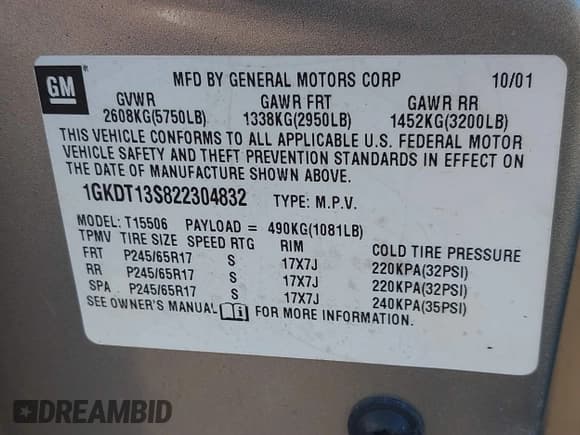 GM ®
MFD BY GENERAL MOTORS CORP 10/01
GVWR GAWR FRT GAWR RR
2608KG(5750LB) 1338KG(2950LB) 1452KG(3200LB)
THIS VEHICLE CONFORMS TO ALL APPLICABLE U.S. FEDERAL MOTOR
VEHICLE SAFETY AND THEFT PREVENTION STANDARDS IN EFFECT ON
THE DATE OF MANUFACTURE SHOWN ABOVE.
1GKDT13S822304832 TYPE: M.P.V.
MODEL: T15506 PAYLOAD = 490KG(1081LB)
TPMV TIRE SIZE SPEED RTG RIM COLD TIRE PRESSURE
FRT P245/65R17 S 17X7J 220KPA(32PSI)
RR P245/65R17 S 17X7J 220KPA(32PSI)
SPA P245/65R17 S 17X7J 240KPA(35PSI)
SEE OWNER'S MANUAL FOR MORE INFORMATION.
DREAMBID